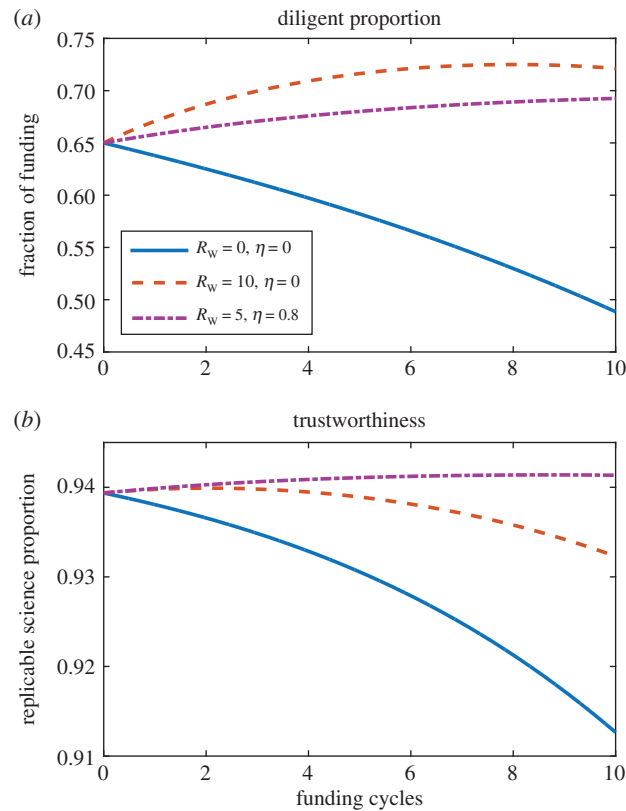 (a) diligent proportion
0.75
0.70
0.65
0.60
0.55
0.50
0.45
fraction of funding
R_W = 0, η = 0
R_W = 10, η = 0
R_W = 5, η = 0.8
0 2 4 6 8 10
(b) trustworthiness
0.94
0.93
0.92
0.91
replicable science proportion
0 2 4 6 8 10
funding cycles